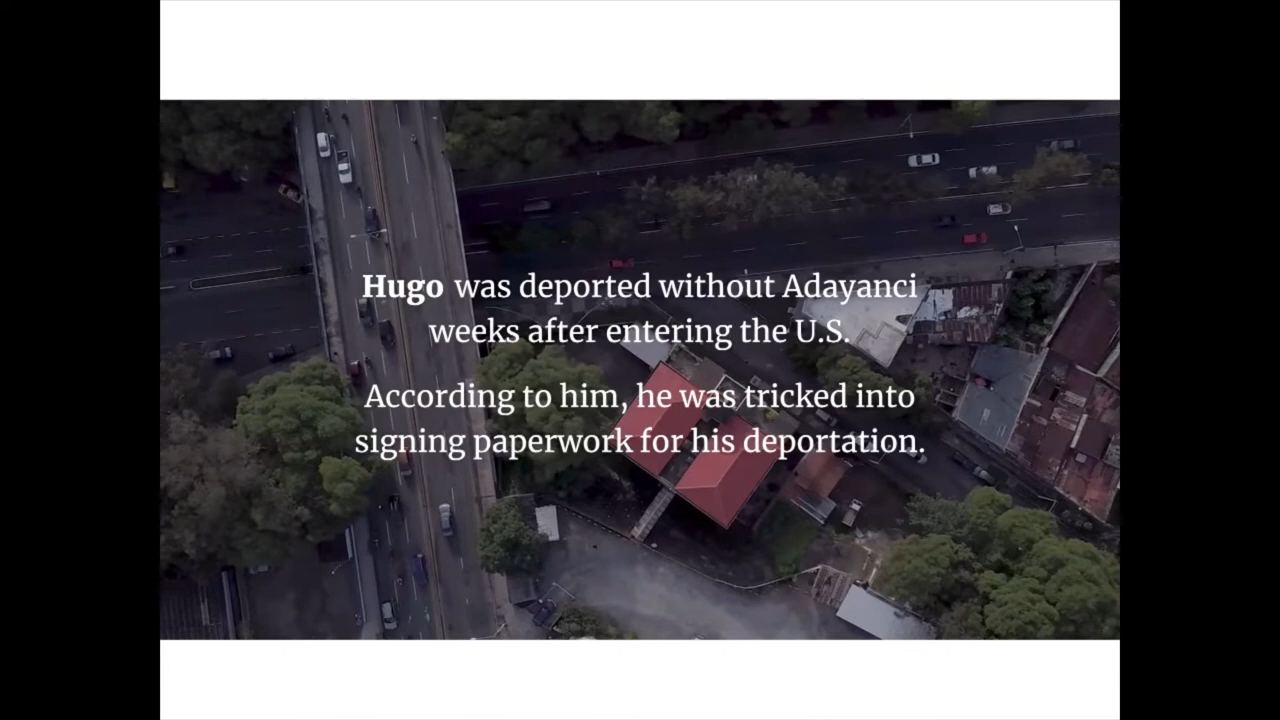 Hugo was deported without Adayanci
weeks after entering the U.S.
According to him, he was tricked into
signing paperwork for his deportation.